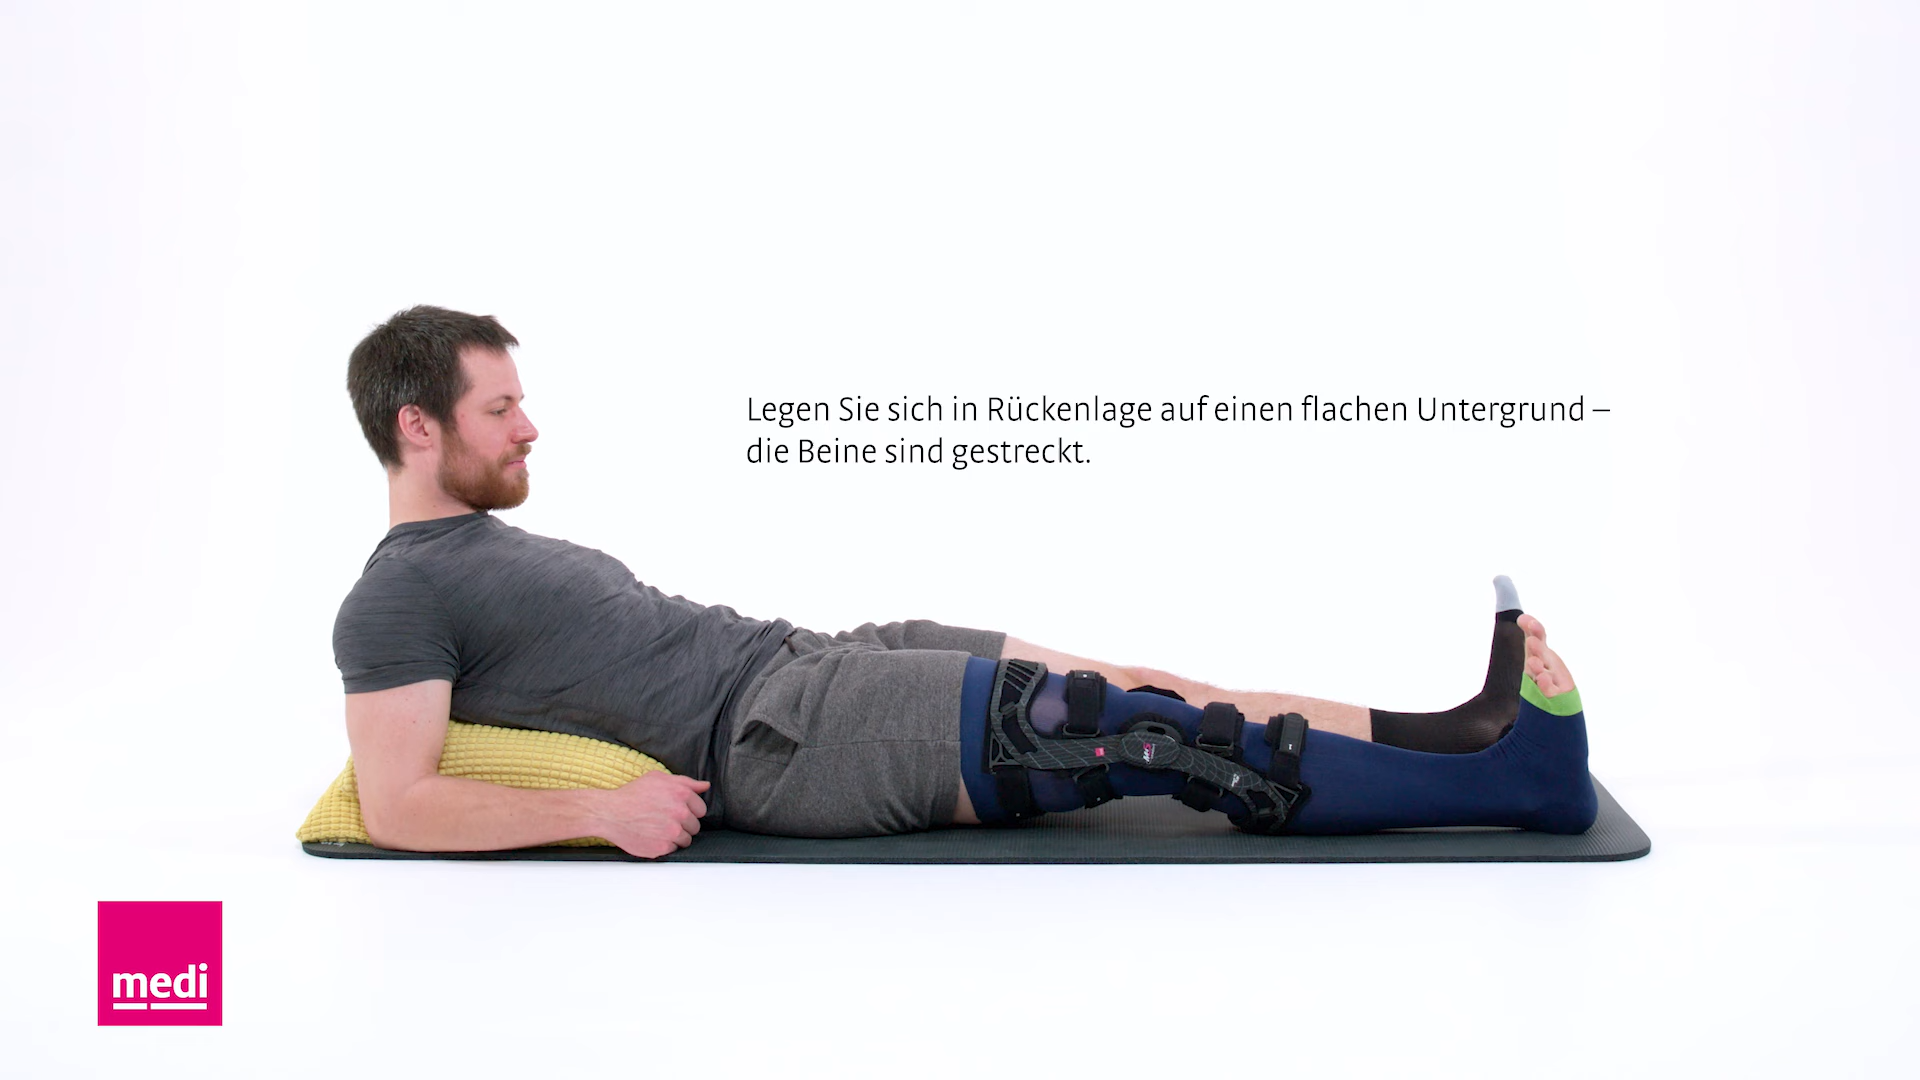 Legen Sie sich in Rückenlage auf einen flachen Untergrund –
die Beine sind gestreckt.
medi